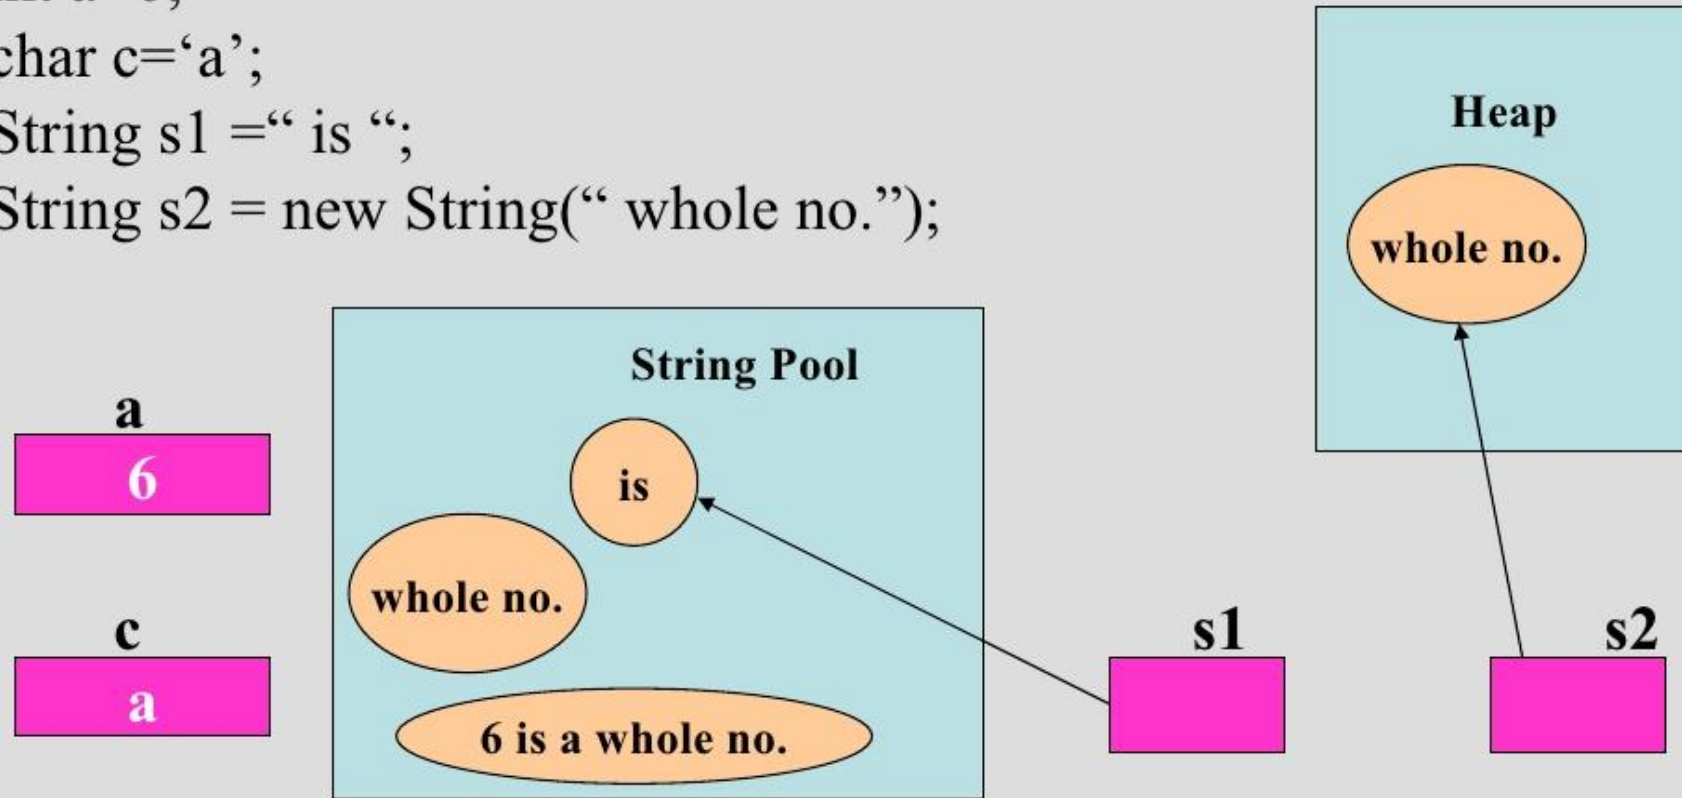 char c=‘a’;
String s1 =“ is “;
String s2 = new String(“ whole no.”);
Heap
whole no.
String Pool
a
6
is
whole no.
c
a
s1
s2
6 is a whole no.